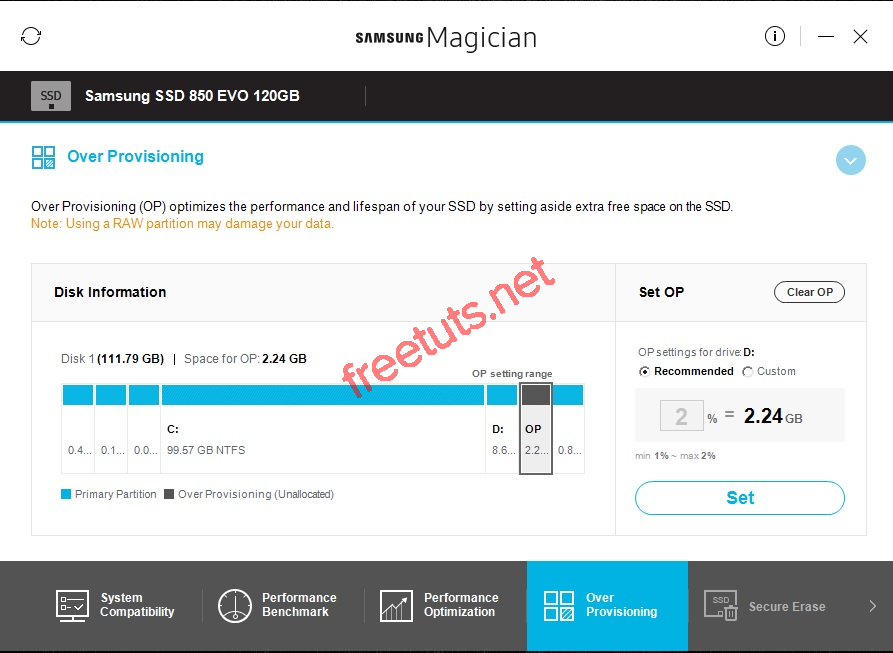 SAMSUNG Magician
SSD
Samsung SSD 850 EVO 120GB
Over Provisioning
Over Provisioning (OP) optimizes the performance and lifespan of your SSD by setting aside extra free space on the SSD.
Note: Using a RAW partition may damage your data.
Disk Information
Set OP
Clear OP
Disk 1 (111.79 GB) | Space for OP: 2.24 GB
OP setting range
C:
D:
OP
0.4...
0.1...
0.0...
99.57 GB NTFS
8.6...
2.2...
0.8...
Primary Partition
Over Provisioning (Unallocated)
OP settings for drive D:
Recommended
Custom
2 % = 2.24 GB
min 1% ~ max 2%
Set
freetuts.net
System
Compatibility
Performance
Benchmark
Performance
Optimization
Over
Provisioning
SSD
Secure Erase